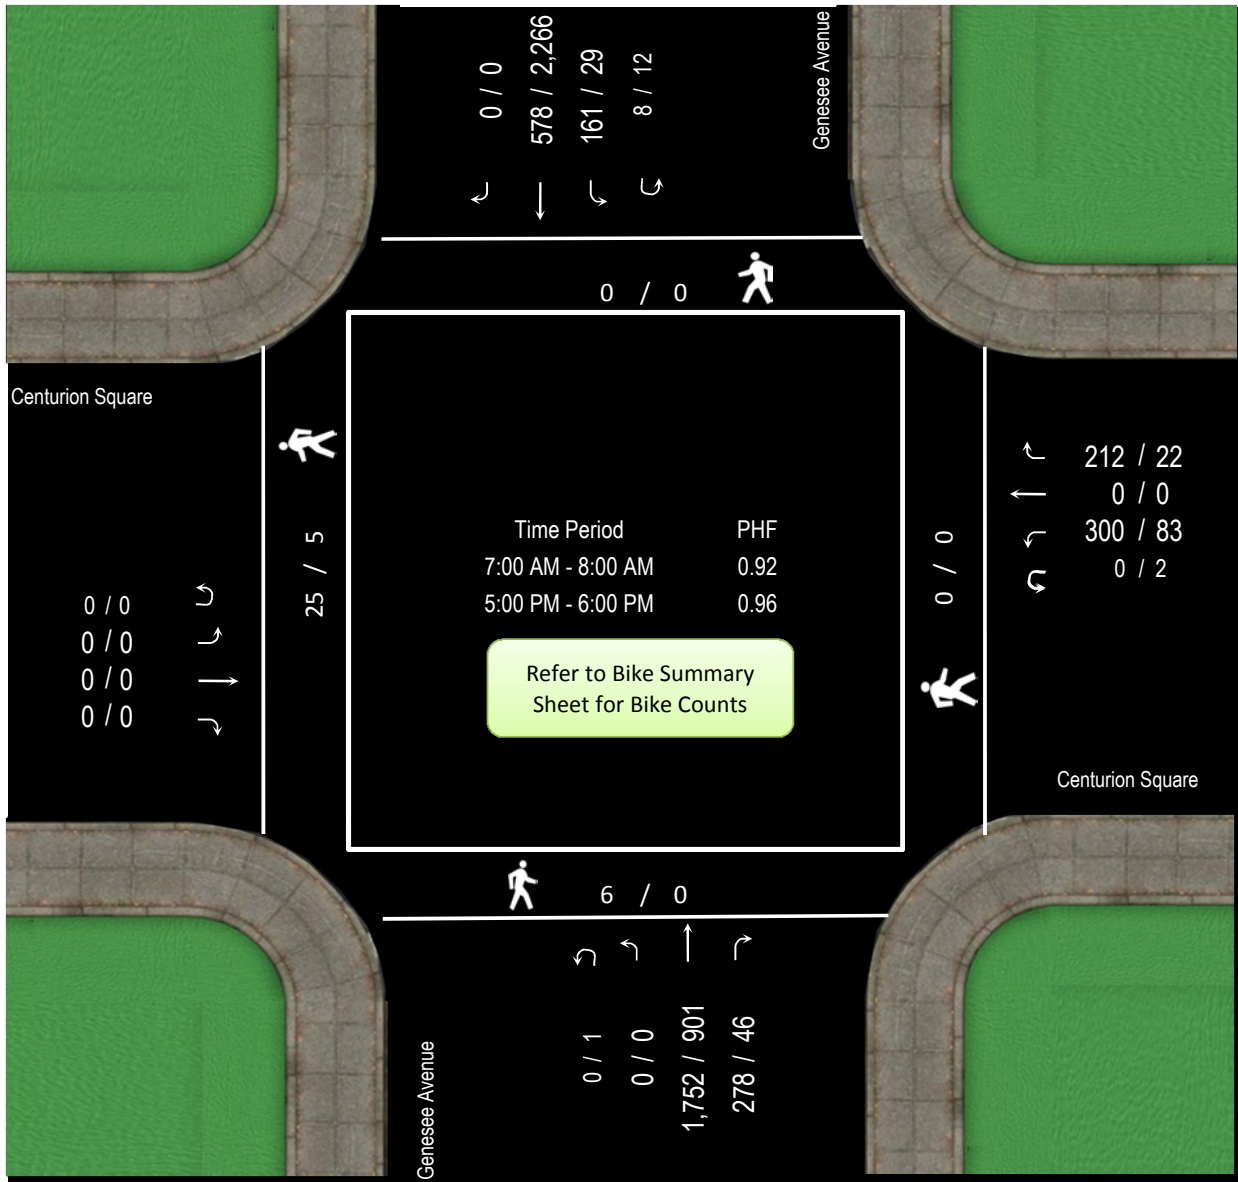 0 / 0
578 / 2,266
161 / 29
8 / 12
Genesee Avenue
0 / 0
Centurion Square
212 / 22
0 / 0
300 / 83
0 / 2
25 / 5
0 / 0
Time Period PHF
7:00 AM - 8:00 AM 0.92
5:00 PM - 6:00 PM 0.96
0 / 0
0 / 0
0 / 0
0 / 0
Refer to Bike Summary
Sheet for Bike Counts
Centurion Square
6 / 0
0 / 1
0 / 0
1,752 / 901
278 / 46
Genesee Avenue